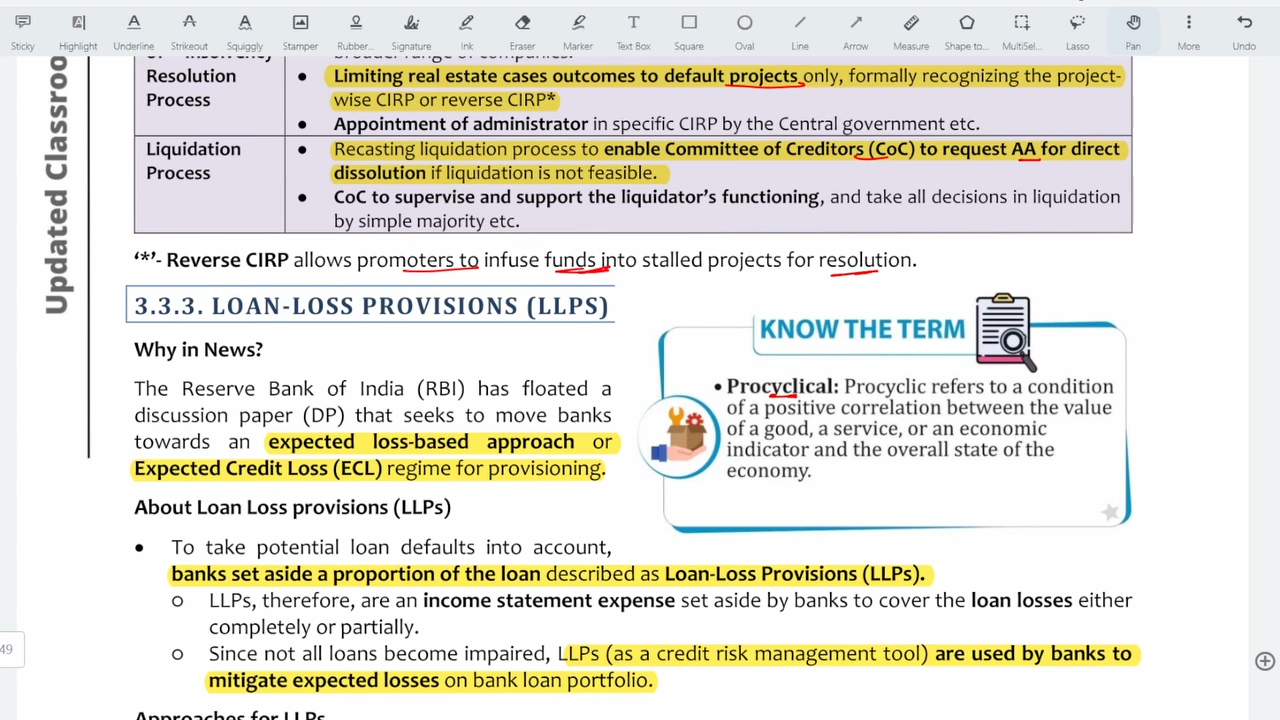 Sticky Highlight Underline Strikeout Squiggly Stamper Rubber... Signature Ink Eraser Marker Text Box Square Oval Line Arrow Measure Shape to... MultiSel... Lasso Pan More Undo
Updated Classroo
Resolution
Process
• Limiting real estate cases outcomes to default projects only, formally recognizing the project-
wise CIRP or reverse CIRP*
• Appointment of administrator in specific CIRP by the Central government etc.
Liquidation
Process
• Recasting liquidation process to enable Committee of Creditors (CoC) to request AA for direct
dissolution if liquidation is not feasible.
• CoC to supervise and support the liquidator's functioning, and take all decisions in liquidation
by simple majority etc.
'*'- Reverse CIRP allows promoters to infuse funds into stalled projects for resolution.
3.3.3. LOAN-LOSS PROVISIONS (LLPS)
Why in News?
The Reserve Bank of India (RBI) has floated a
discussion paper (DP) that seeks to move banks
towards an expected loss-based approach or
Expected Credit Loss (ECL) regime for provisioning.
KNOW THE TERM
• Procyclical: Procyclic refers to a condition
of a positive correlation between the value
of a good, a service, or an economic
indicator and the overall state of the
economy.
About Loan Loss provisions (LLPs)
• To take potential loan defaults into account,
banks set aside a proportion of the loan described as Loan-Loss Provisions (LLPs).
o LLPs, therefore, are an income statement expense set aside by banks to cover the loan losses either
completely or partially.
o Since not all loans become impaired, LLPs (as a credit risk management tool) are used by banks to
mitigate expected losses on bank loan portfolio.
Approaches for LLPs
49